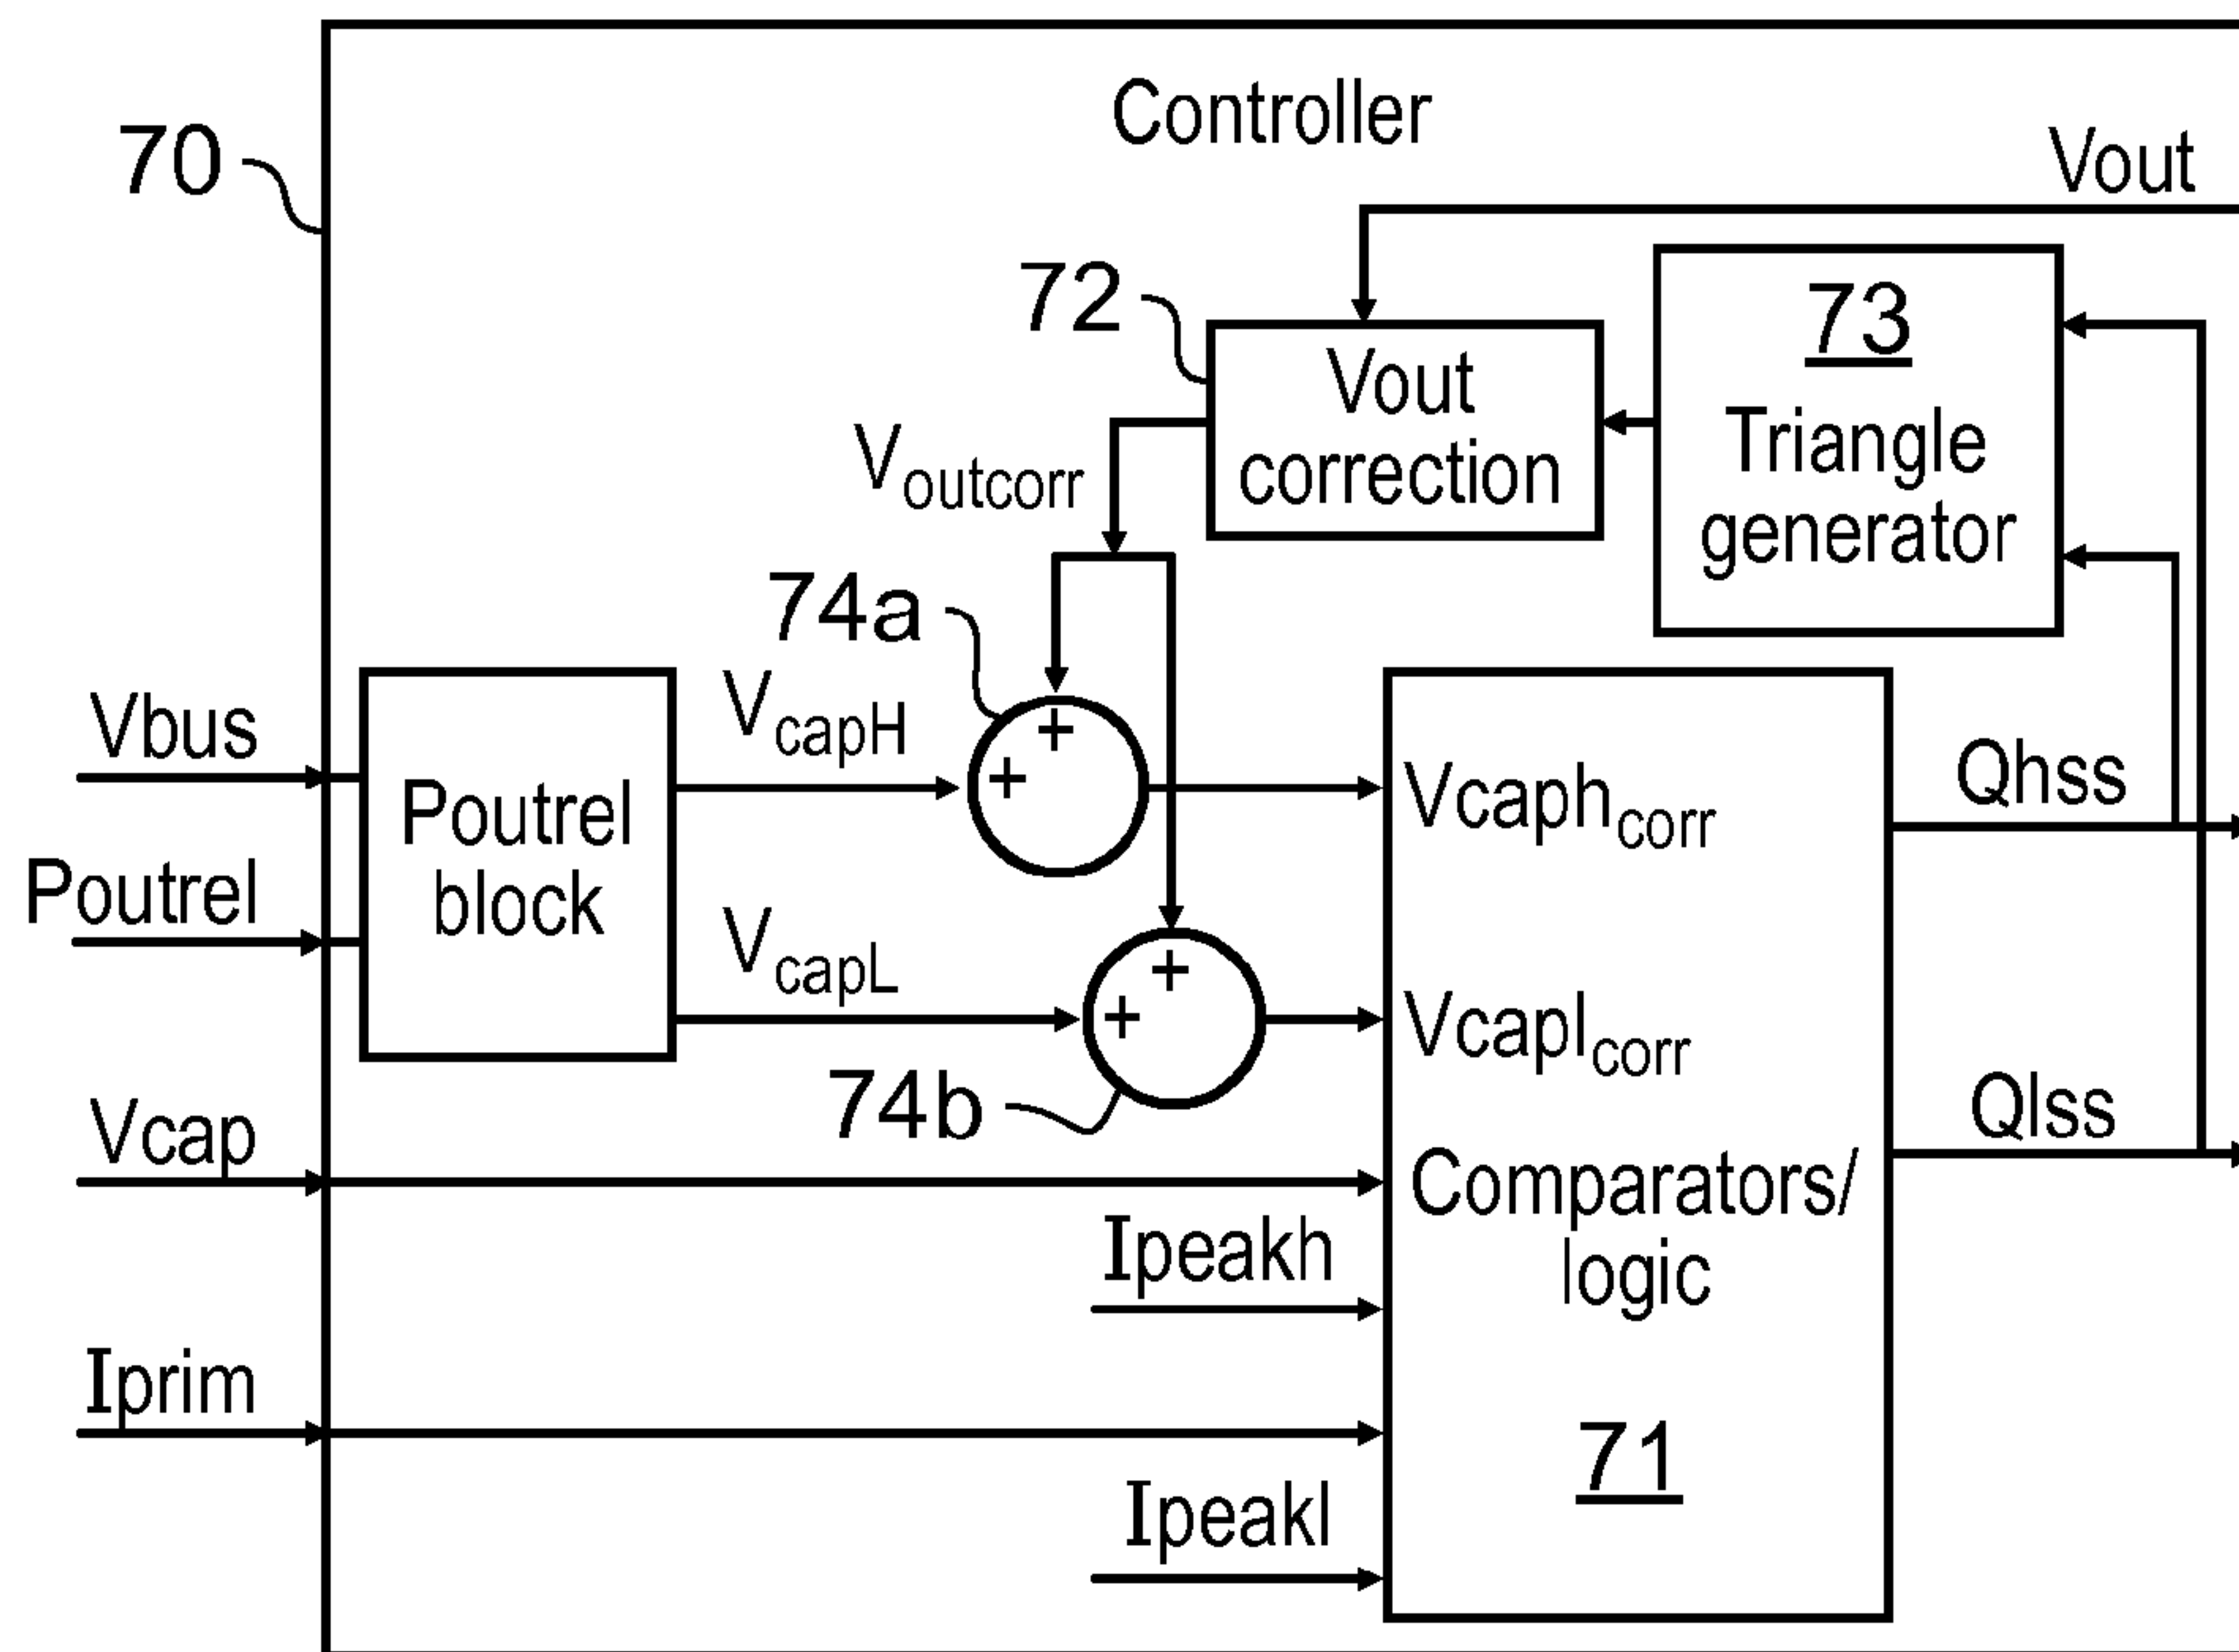 Controller
70
Vout
72
Vout
correction
73
Triangle
generator
Voutcorr
74a
Vbus
Poutrel
Poutrel
block
VcapH
VcapL
+
+
+
+
74b
Vcaphcorr
Vcaplcorr
Comparators/
logic
71
Qhss
Qlss
Vcap
Ipeakh
Iprim
Ipeakl